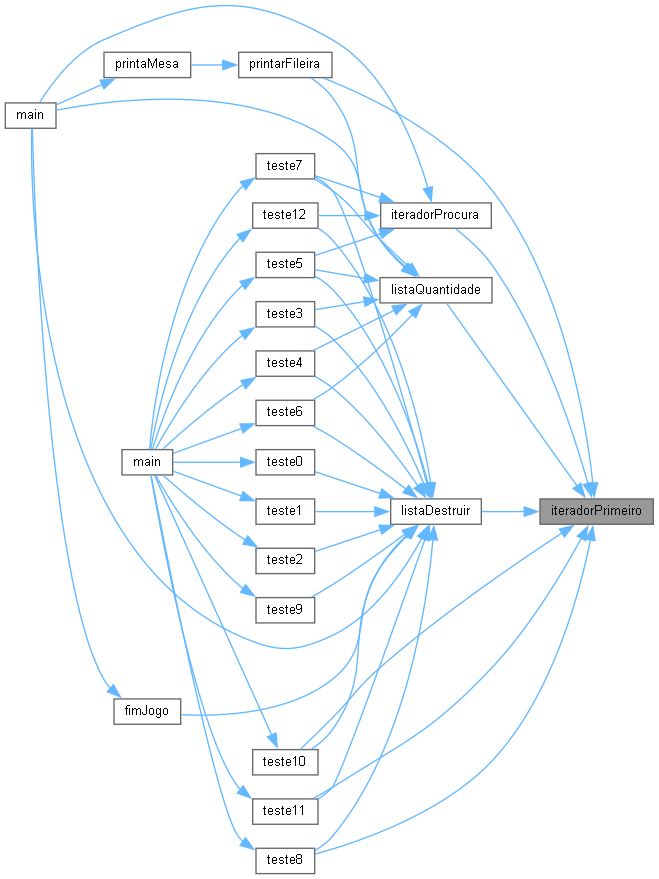 printaMesa
printarFileira
main
teste7
teste12
iteradorProcura
teste5
listaQuantidade
teste3
teste4
teste6
main
teste0
teste1
listaDestruir
iteradorPrimeiro
teste2
teste9
fimJogo
teste10
teste11
teste8